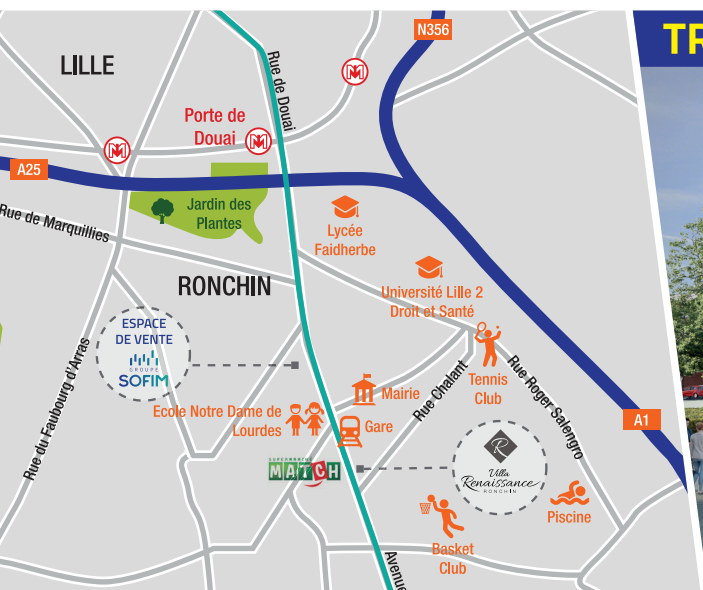 N356
TR
LILLE
Rue de Douai
Porte de
Douai
A25
Jardin des
Plantes
Rue de Marquillies
Lycée
Faidherbe
RONCHIN
Université Lille 2
Droit et Santé
ESPACE
DE VENTE
GROUPE
SOFIM
Rue du Faubourg d'Arras
Mairie
Rue Chalant
Tennis
Club
Rue Roger Salengro
Ecole Notre Dame de
Lourdes
Gare
A1
SUPERMARCHÉ
MATCH
R
Villa
Renaissance
RONCHIN
Piscine
Basket
Club
Avenue